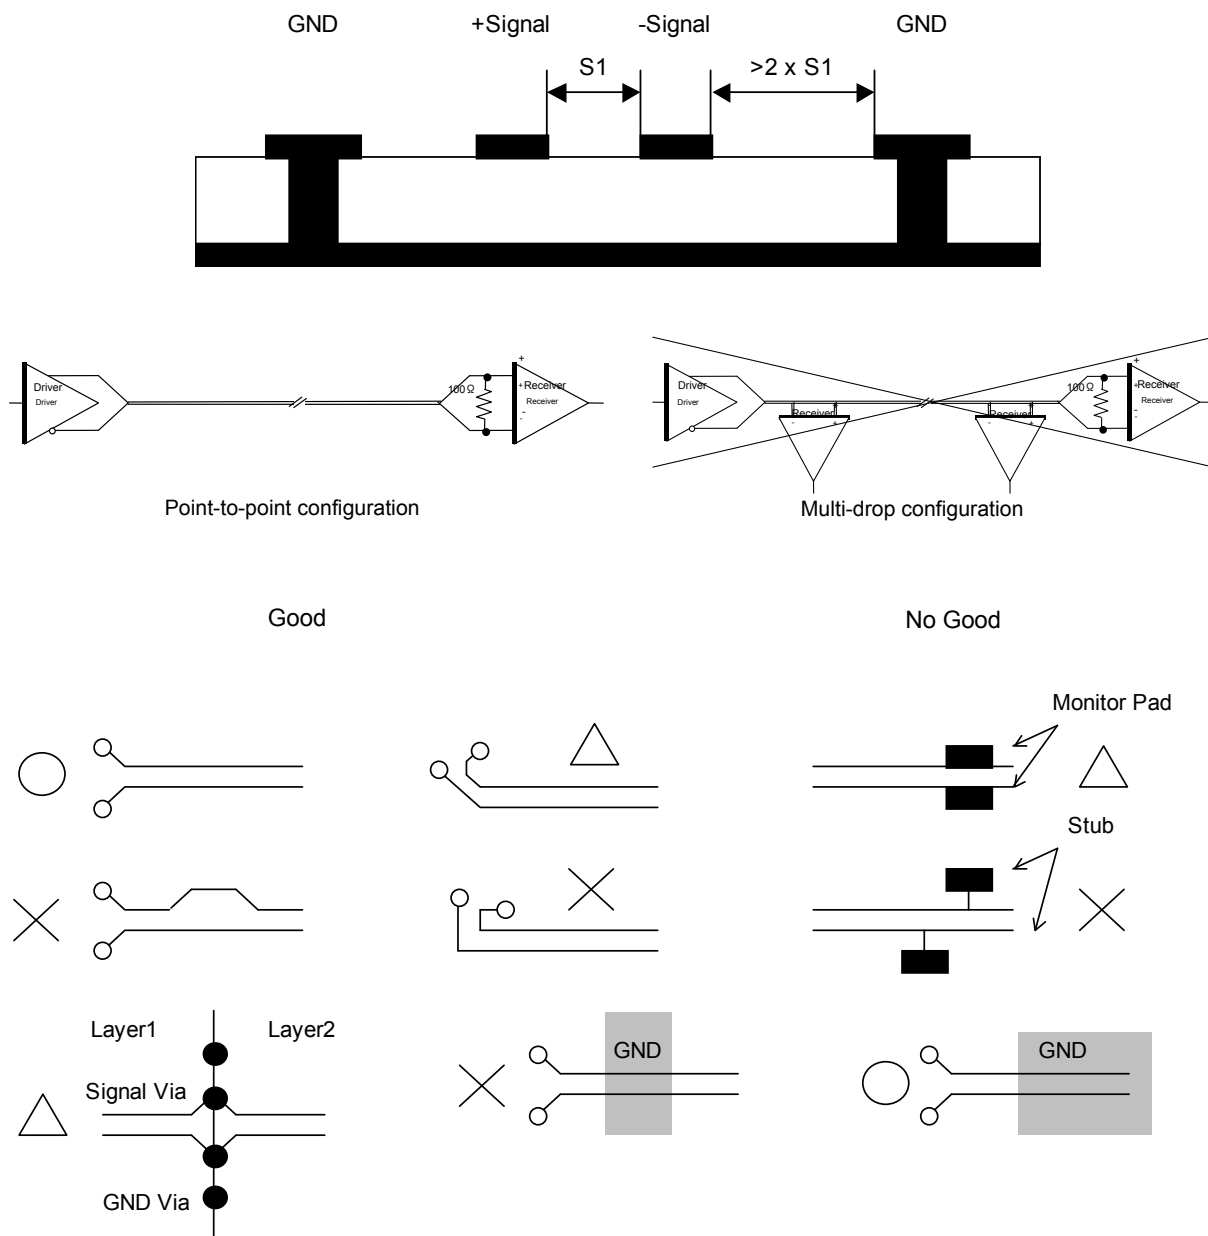 GND +Signal -Signal GND
S1 >2 x S1
Driver
Driver
100Ω
+
+ Receiver
Receiver
-
-
Driver
Driver
Receiver
- +
Receiver
- +
100Ω
+
+ Receiver
Receiver
-
-
Point-to-point configuration
Multi-drop configuration
Good
No Good
Monitor Pad
Stub
Layer1 Layer2
Signal Via
GND Via
GND
GND